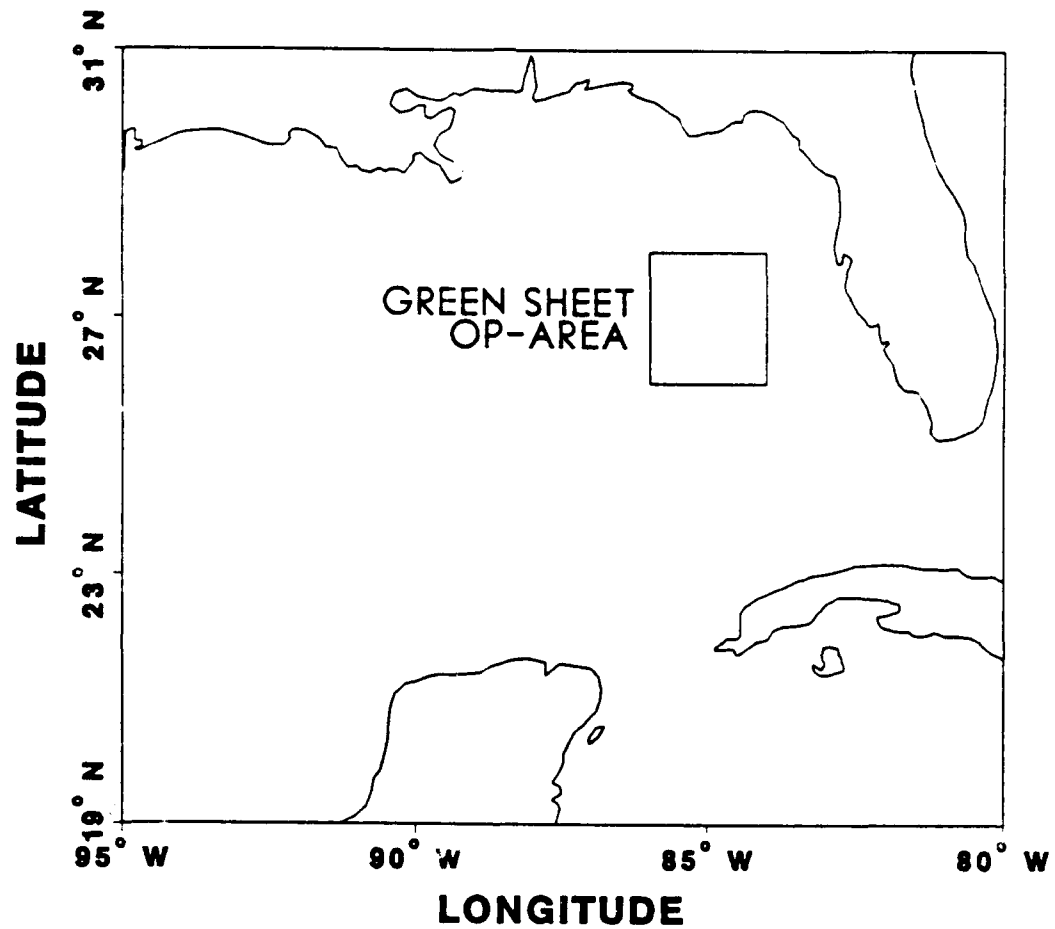 31° N
GREEN SHEET
OP-AREA
27° N
LATITUDE
23° N
19° N
95° W
90° W
85° W
80° W
LONGITUDE